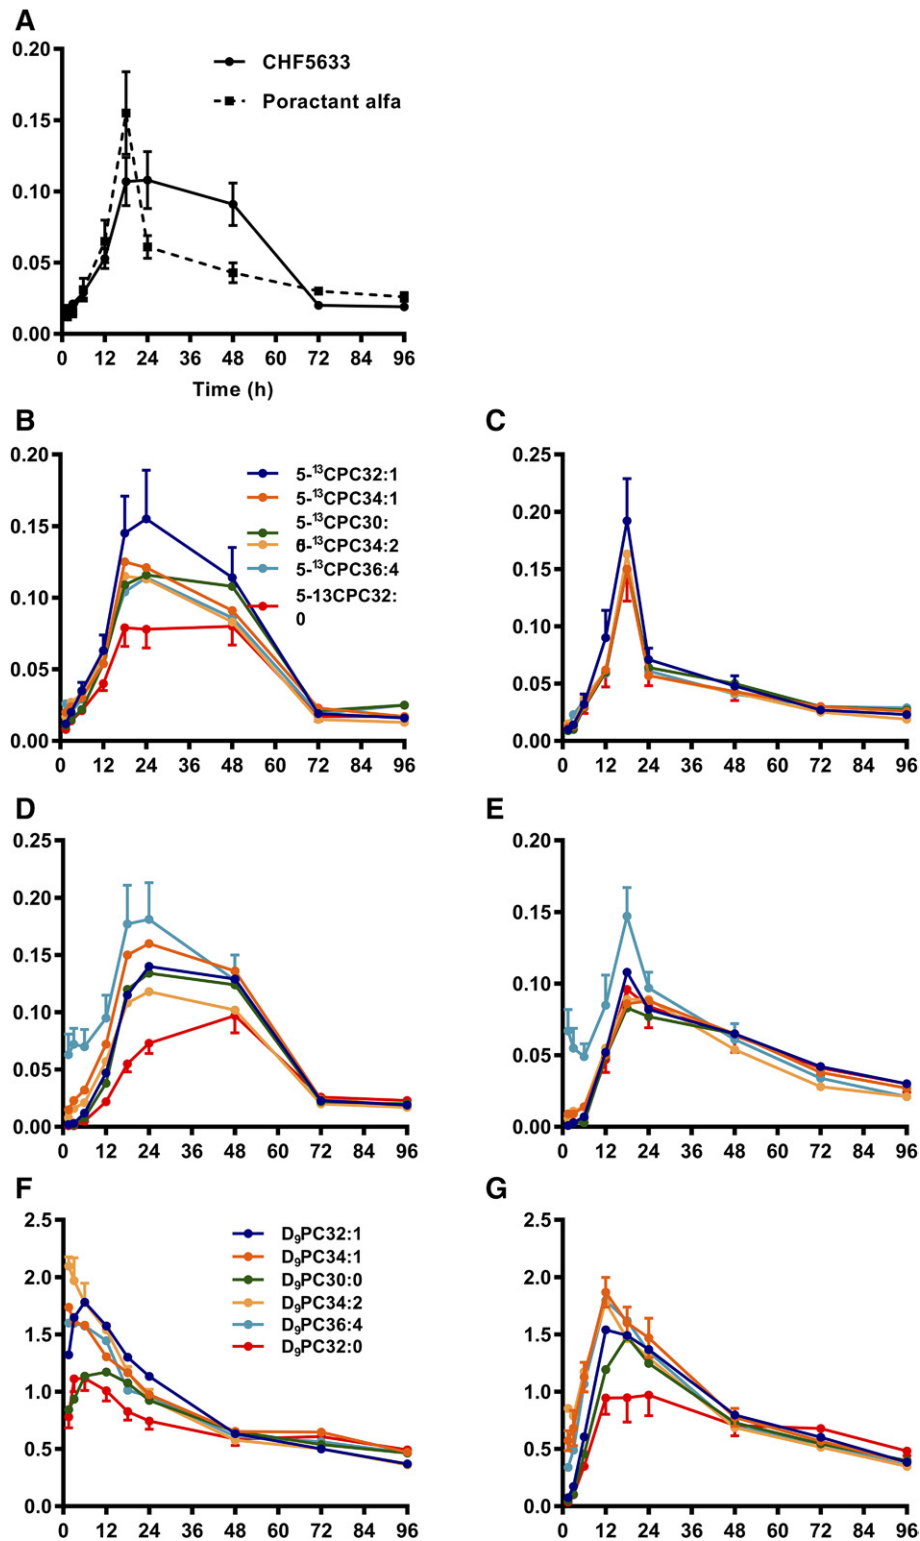 A
0.20
0.15
0.10
0.05
0.00
CHF5633
Poractant alfa
0 12 24 36 48 60 72 84 96
Time (h)
B
0.20
0.15
0.10
0.05
0.00
5-¹³CPC32:1
5-¹³CPC34:1
5-¹³CPC30:
5-¹³CPC34:2
5-¹³CPC36:4
5-13CPC32:
0
0 12 24 36 48 60 72 84 96
C
0.25
0.20
0.15
0.10
0.05
0.00
0 12 24 36 48 60 72 84 96
D
0.25
0.20
0.15
0.10
0.05
0.00
0 12 24 36 48 60 72 84 96
E
0.20
0.15
0.10
0.05
0.00
0 12 24 36 48 60 72 84 96
F
2.5
2.0
1.5
1.0
0.5
0.0
D₉PC32:1
D₉PC34:1
D₉PC30:0
D₉PC34:2
D₉PC36:4
D₉PC32:0
0 12 24 36 48 60 72 84 96
G
2.5
2.0
1.5
1.0
0.5
0.0
0 12 24 36 48 60 72 84 96